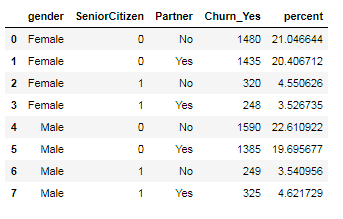 gender SeniorCitizen Partner Churn_Yes percent
0 Female 0 No 1480 21.046644
1 Female 0 Yes 1435 20.406712
2 Female 1 No 320 4.550626
3 Female 1 Yes 248 3.526735
4 Male 0 No 1590 22.610922
5 Male 0 Yes 1385 19.695677
6 Male 1 No 249 3.540956
7 Male 1 Yes 325 4.621729